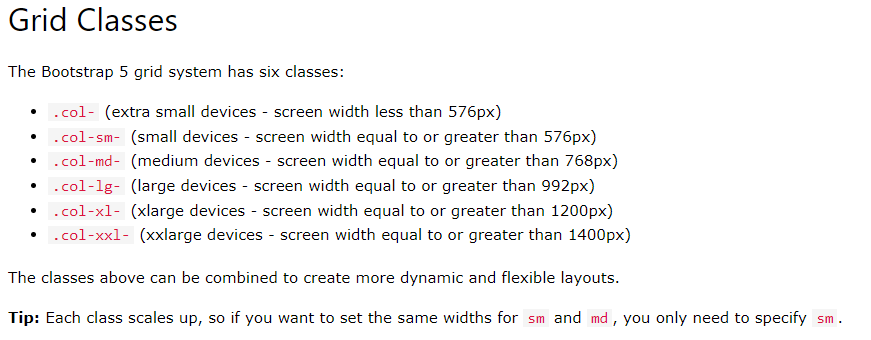 Grid Classes
The Bootstrap 5 grid system has six classes:
• .col- (extra small devices - screen width less than 576px)
• .col-sm- (small devices - screen width equal to or greater than 576px)
• .col-md- (medium devices - screen width equal to or greater than 768px)
• .col-lg- (large devices - screen width equal to or greater than 992px)
• .col-xl- (xlarge devices - screen width equal to or greater than 1200px)
• .col-xxl- (xxlarge devices - screen width equal to or greater than 1400px)
The classes above can be combined to create more dynamic and flexible layouts.
Tip: Each class scales up, so if you want to set the same widths for sm and md, you only need to specify sm.